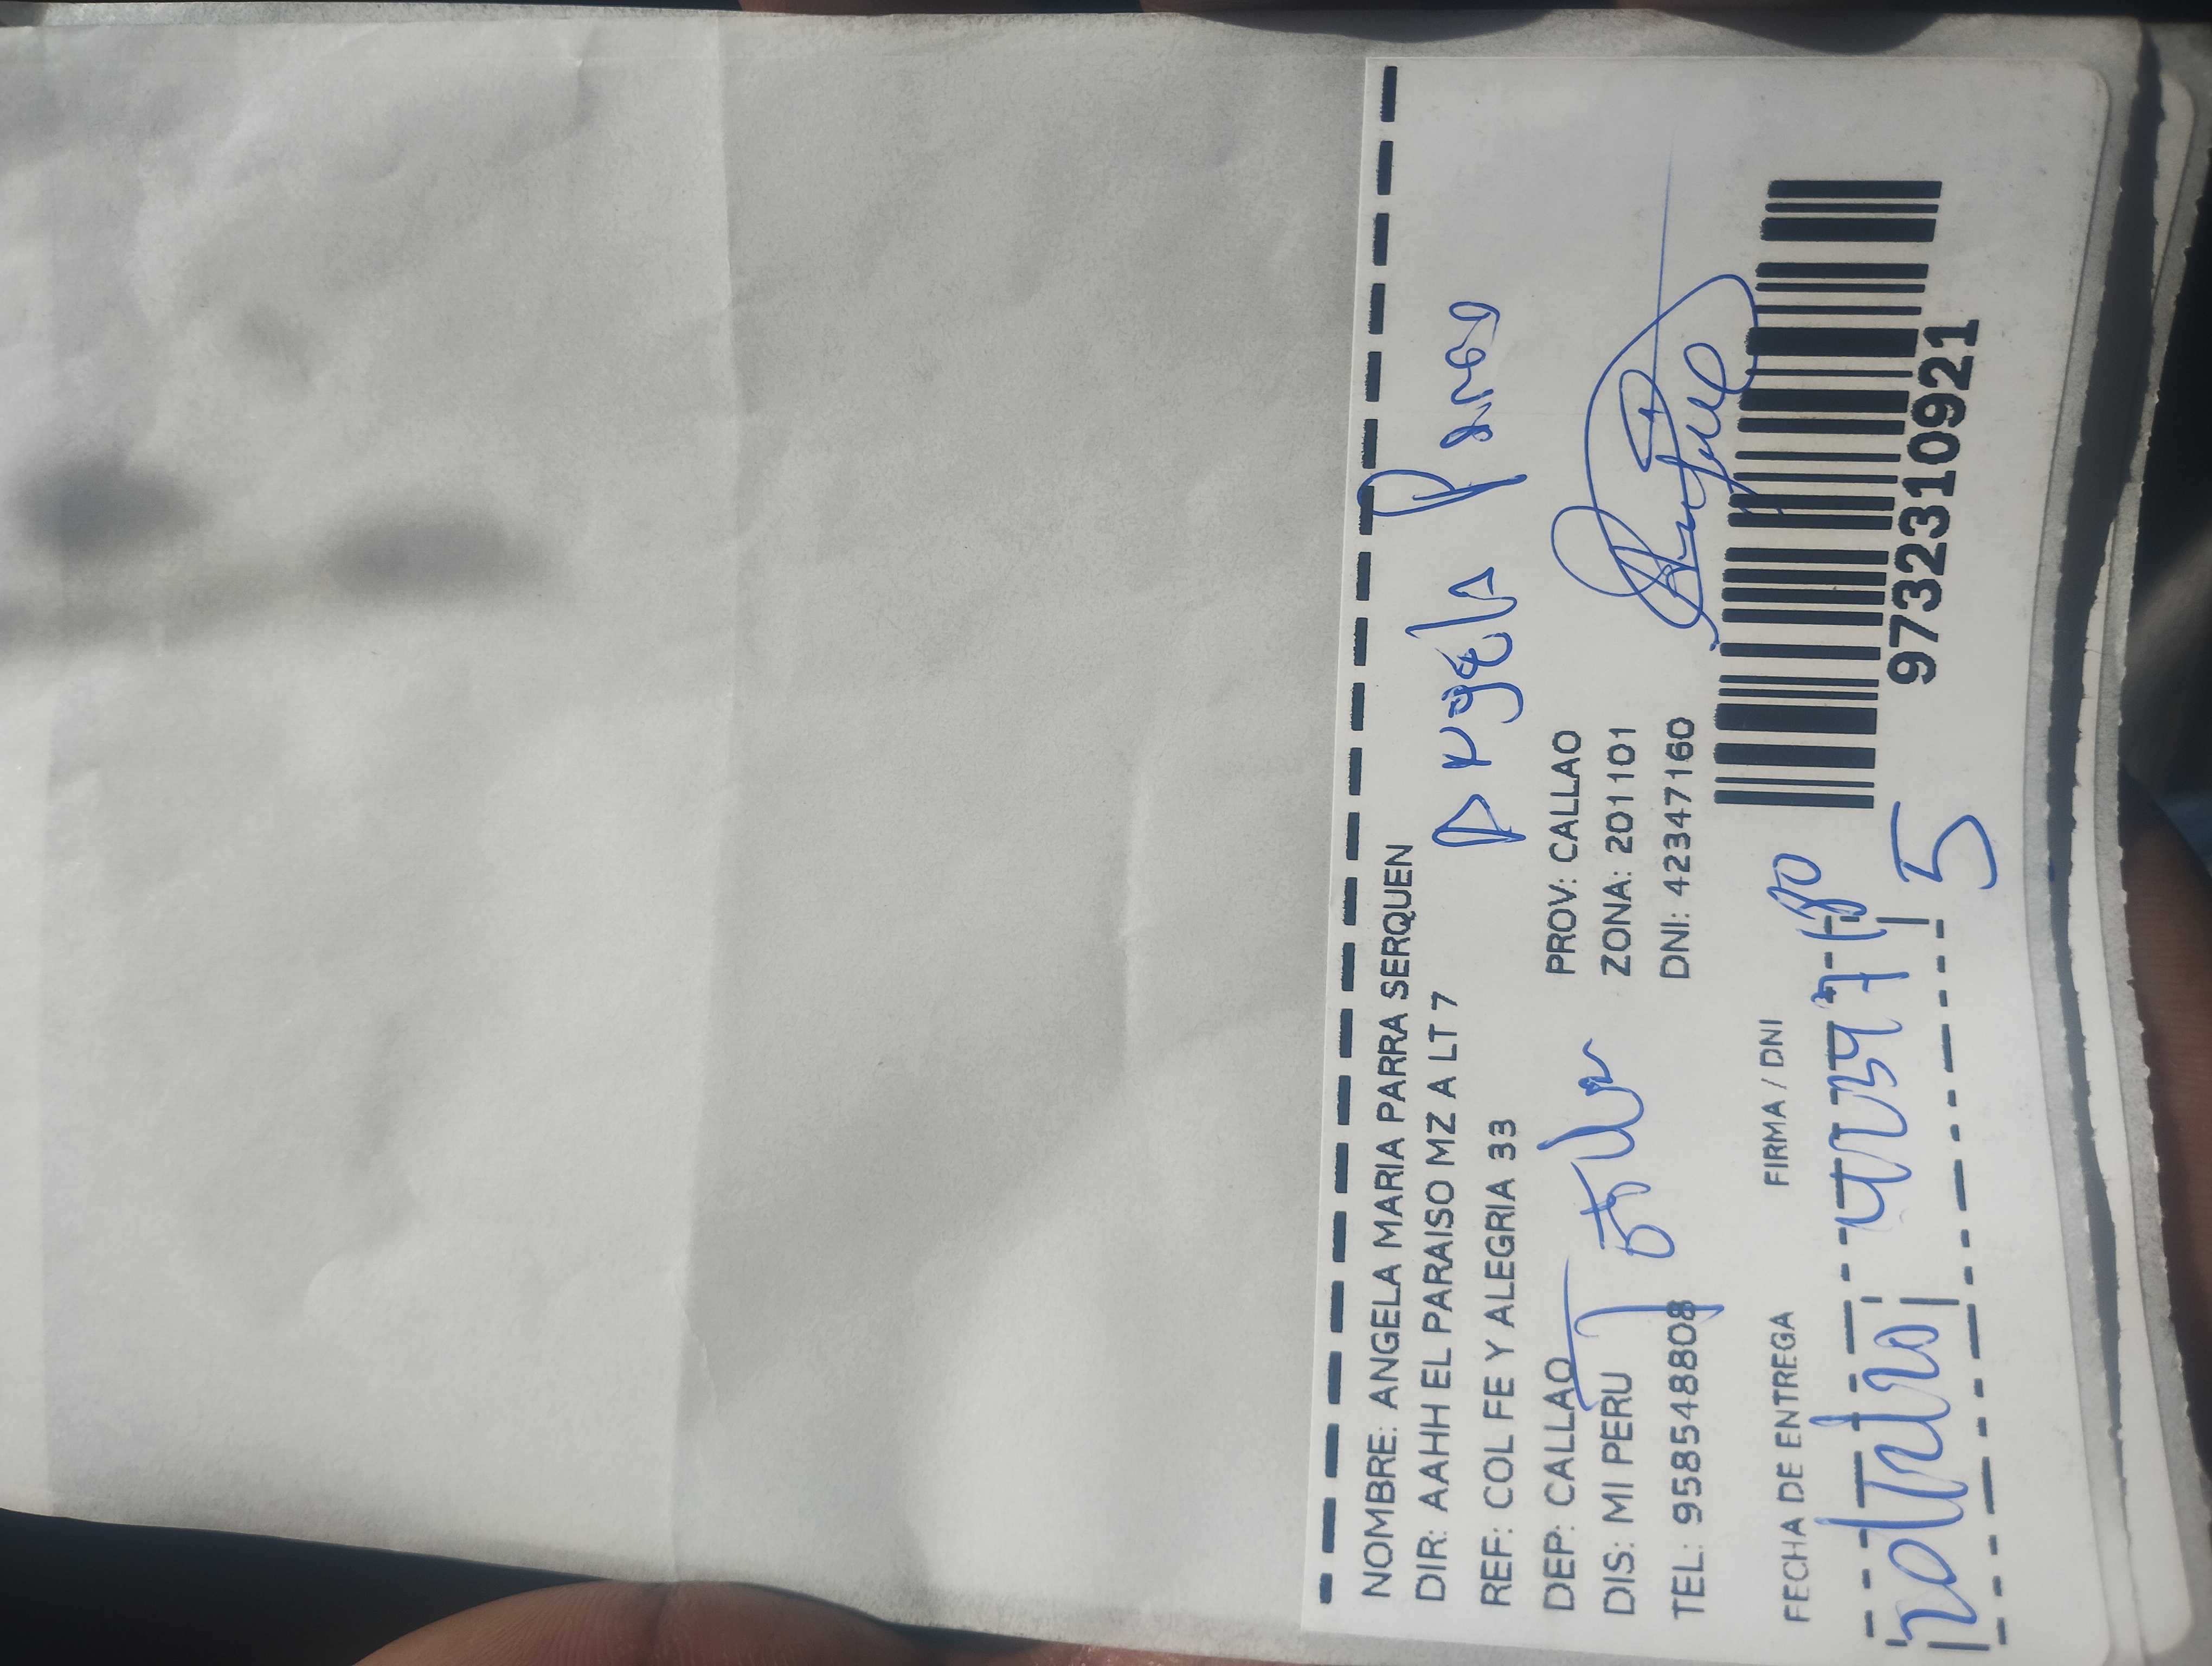 NOMBRE: ANGELA MARIA PARRA SERQUEN
DIR: AAHH EL PARAISO MZ A LT 7
Angela Parra
REF: COL FE Y ALEGRIA 33
DEP: CALLAO PROV: CALLAO
DIS: MI PERU ZONA: 201101
Titular
TEL: 958548808 DNI: 42347160
FECHA DE ENTREGA FIRMA / DNI
9732310921
5